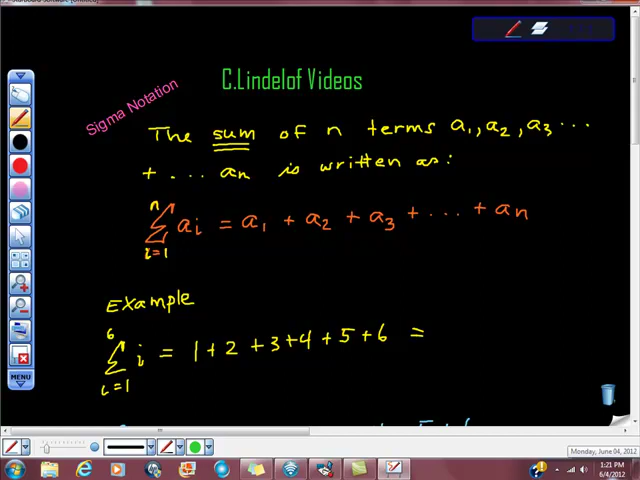 C.Lindelof Videos
Sigma Notation
The sum of n terms a₁, a₂, a₃ ...
+ ... aₙ is written as:
n
∑ aᵢ = a₁ + a₂ + a₃ + ... + aₙ
i=1
Example
6
∑ i = 1 + 2 + 3 + 4 + 5 + 6 =
i=1
MENU
Monday, June 04, 2012
1:21 PM
6/4/2012